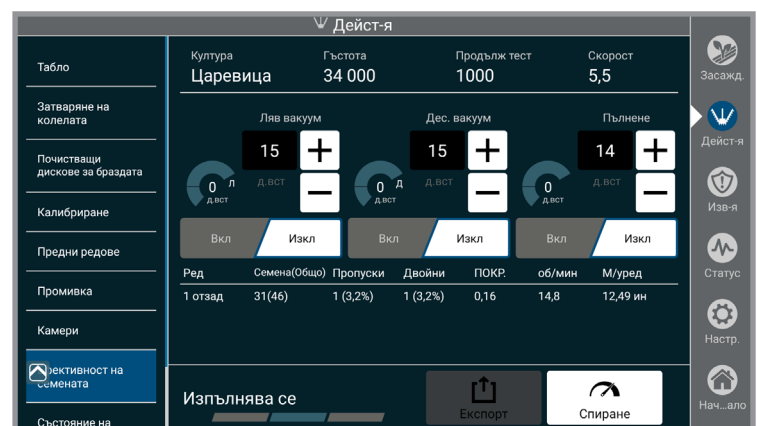 Дейст-я
Табло
Затваряне на
колелата
Почистващи
дискове за браздата
Калибриране
Предни редове
Промивка
Камери
ективност на
семената
Състояние на
Култура
Царевица
Гъстота
34 000
Продълж тест
1000
Скорост
5,5
Ляв вакуум
15
0 Л
д.вст
д.вст
Вкл
Изкл
Дес. вакуум
15
0 Д
д.вст
д.вст
Вкл
Изкл
Пълнене
14
0
д.вст
д.вст
Вкл
Изкл
Ред Семена(Общо) Пропуски Двойни ПОКР. об/мин М/уред
1 отзад 31(46) 1 (3,2%) 1 (3,2%) 0,16 14,8 12,49 ин
Изпълнява се
Експорт
Спиране
Засажд.
Дейст-я
Изв-я
Статус
Настр.
Нач...ало